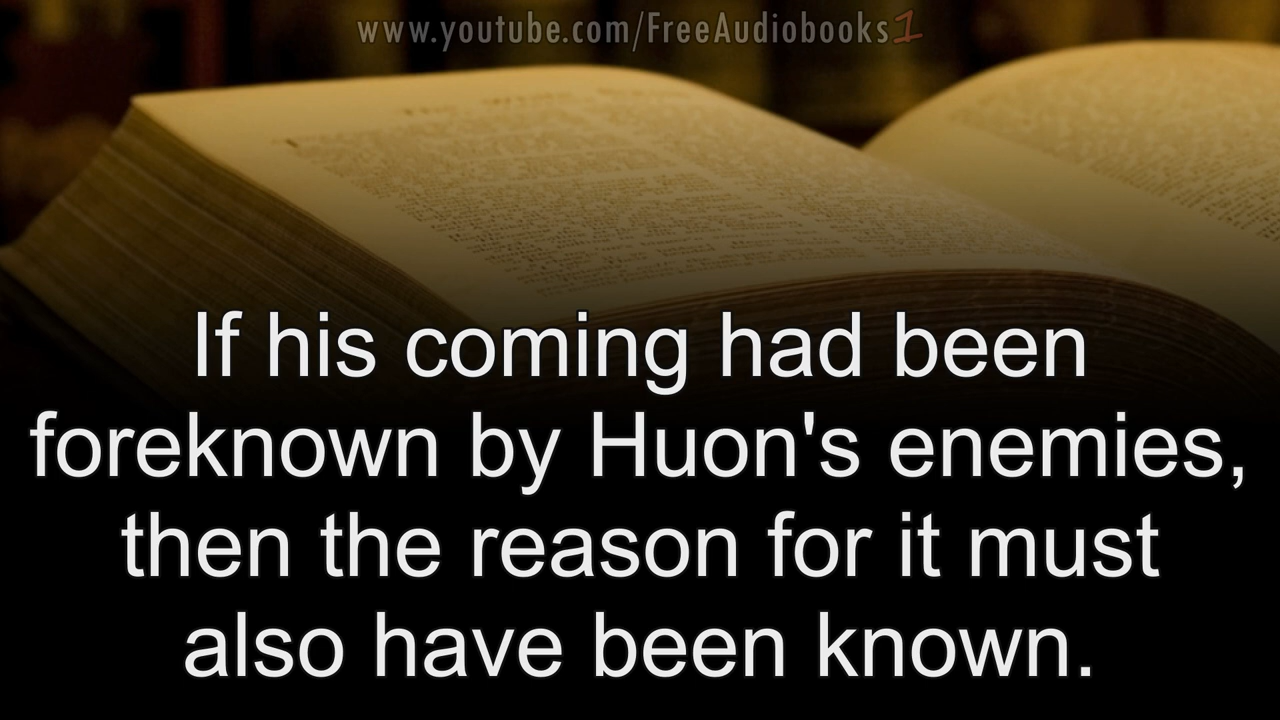 www.youtube.com/FreeAudiobooks1
If his coming had been
foreknown by Huon's enemies,
then the reason for it must
also have been known.